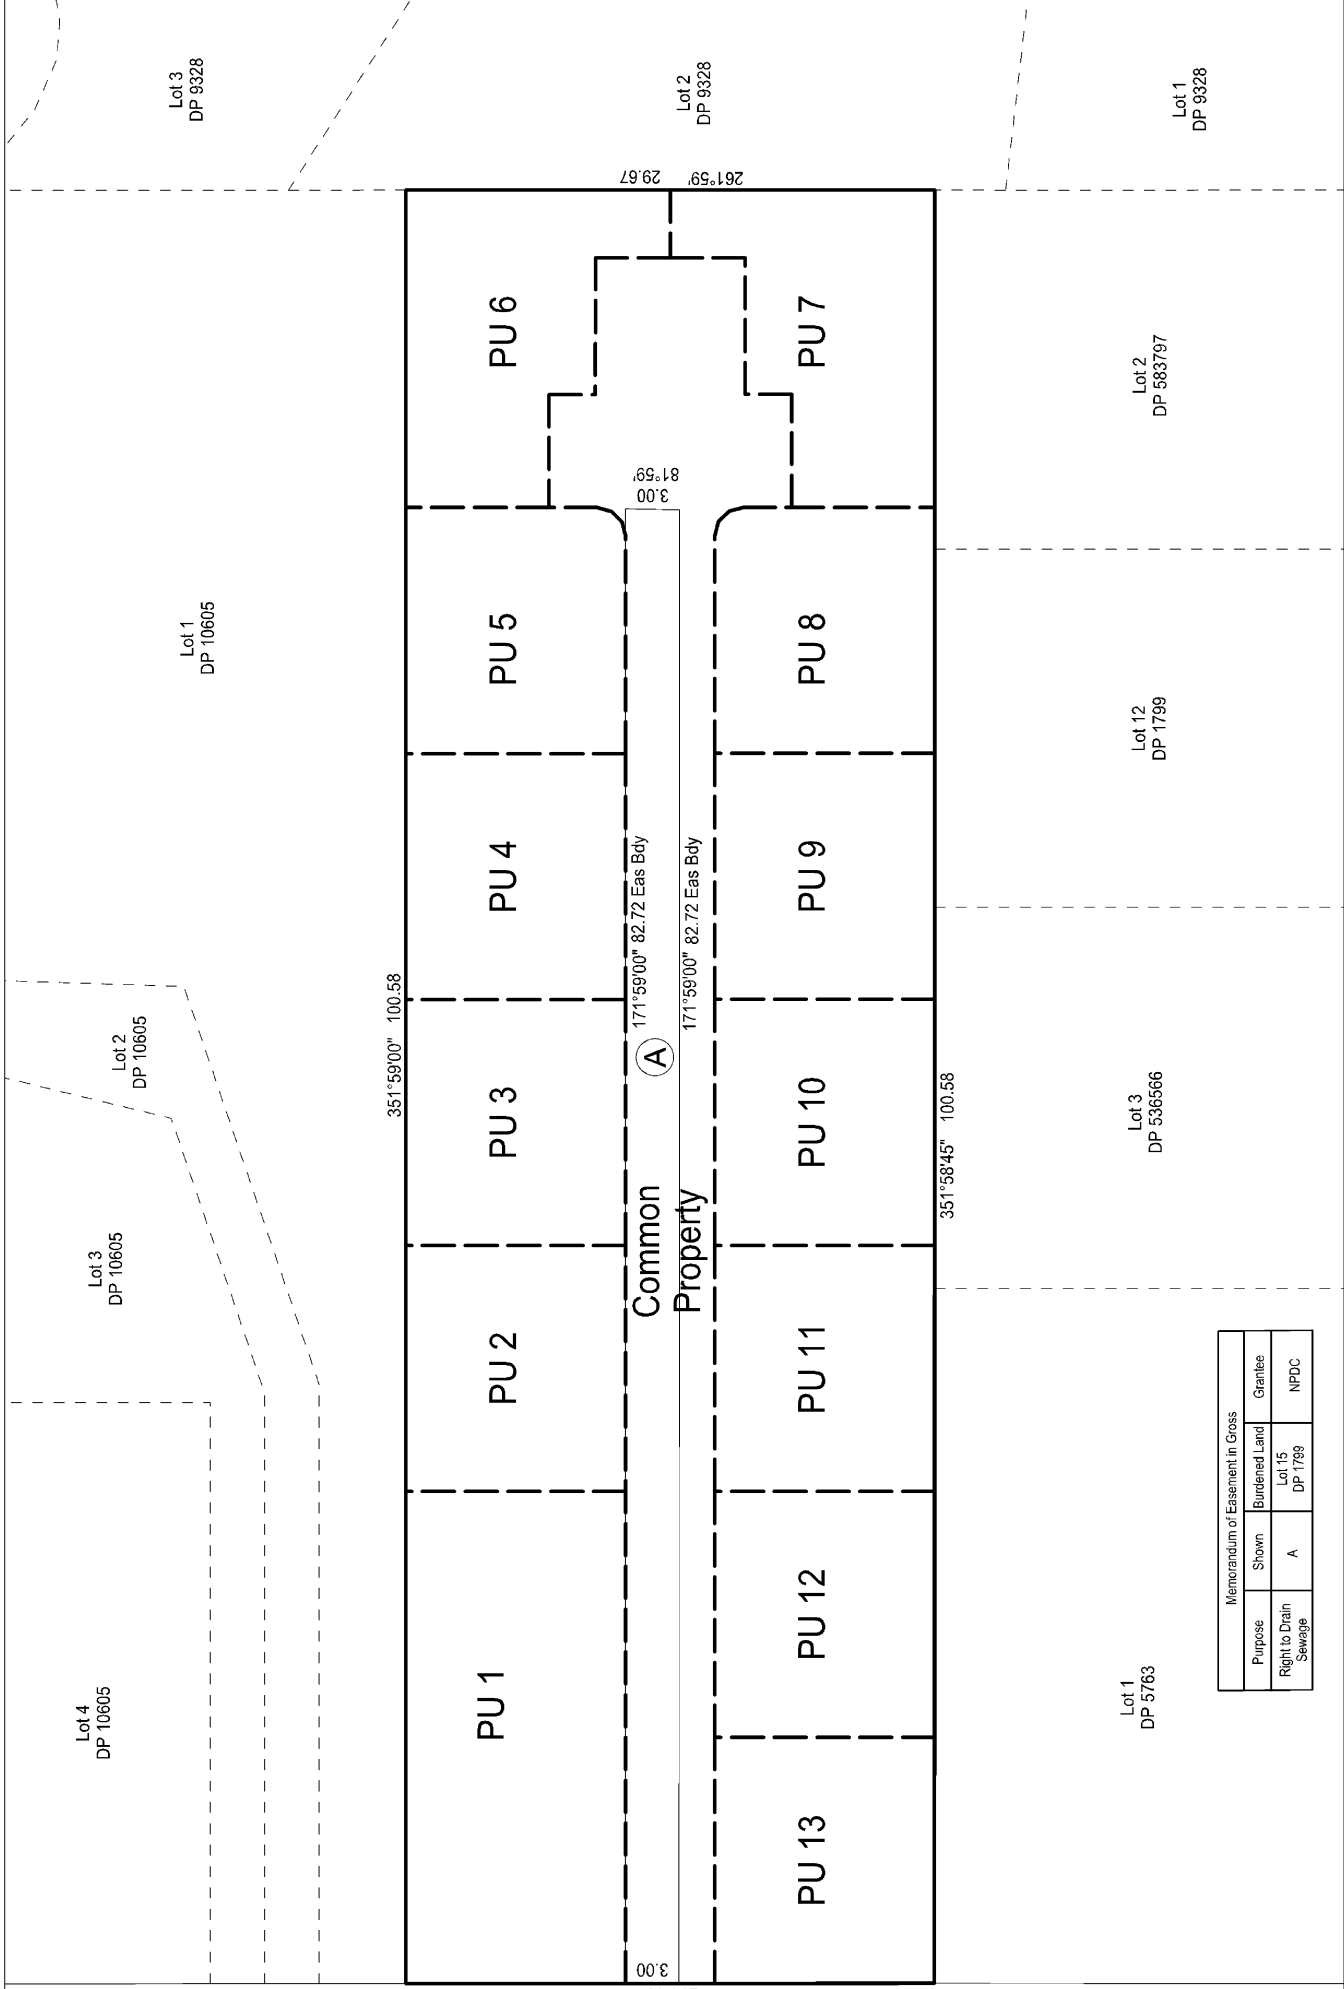 Lot 3
DP 9328
Lot 2
DP 9328
Lot 1
DP 9328
29.67
261°59'
PU 6
PU 7
Lot 2
DP 583797
3.00
81°59'
Lot 1
DP 10605
PU 5
PU 8
Lot 12
DP 1799
PU 4
171°59'00" 82.72 Eas Bdy
171°59'00" 82.72 Eas Bdy
PU 9
Lot 2
DP 10605
351°59'00" 100.58
A
PU 3
PU 10
351°58'45" 100.58
Lot 3
DP 536566
Lot 3
DP 10605
Common
Property
PU 2
PU 11
Lot 4
DP 10605
PU 1
PU 12
Lot 1
DP 5763
PU 13
3.00
Memorandum of Easement in Gross
Purpose Shown Burdened Land Grantee
Right to Drain
Sewage
A
Lot 15
DP 1799
NPDC